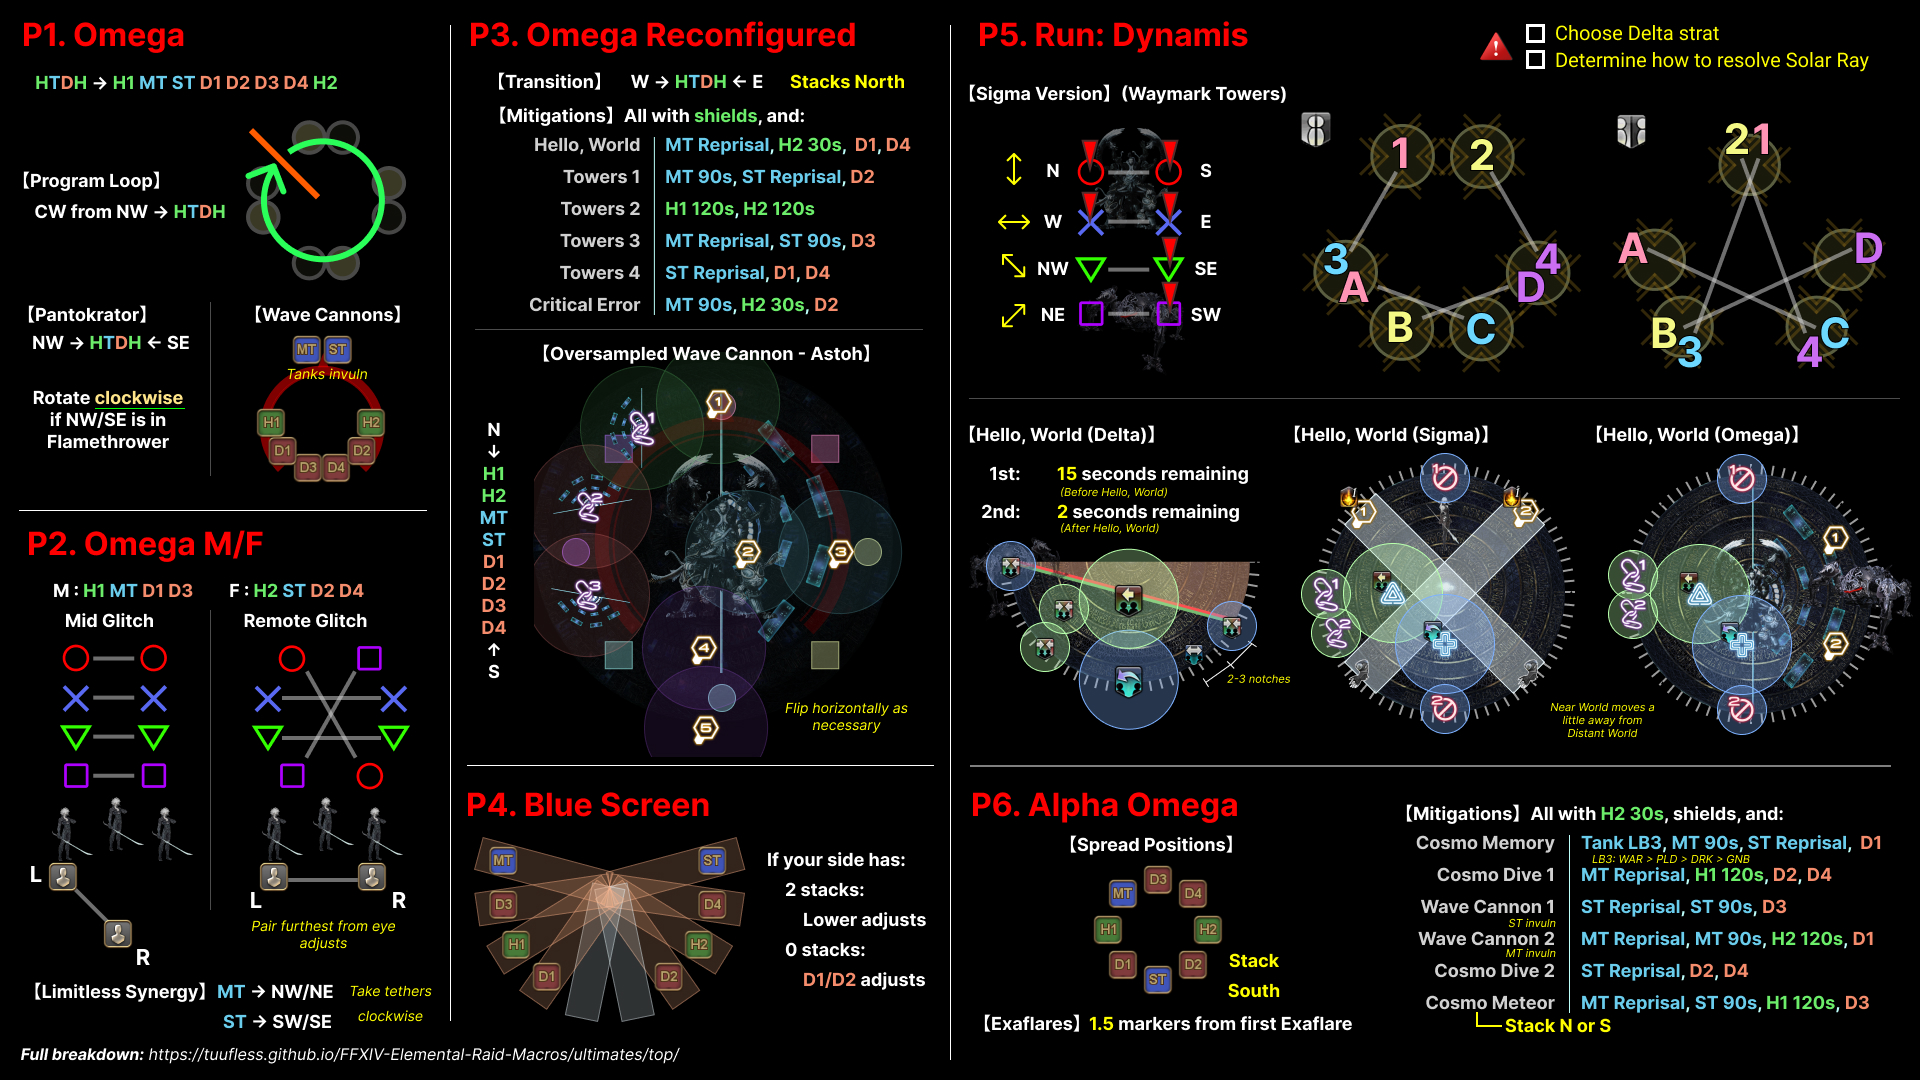 P1. Omega
HTDH → H1 MT ST D1 D2 D3 D4 H2
【Program Loop】
CW from NW → HTDH
【Pantokrator】
NW → HTDH ← SE
Rotate clockwise
if NW/SE is in
Flamethrower
【Wave Cannons】
MT ST
Tanks invuln
H1 H2
D1 D2
D3 D4
P2. Omega M/F
M : H1 MT D1 D3
F : H2 ST D2 D4
Mid Glitch
Remote Glitch
L
R
L R
Pair furthest from eye
adjusts
【Limitless Synergy】 MT → NW/NE
ST → SW/SE
Take tethers
clockwise
Full breakdown: https://tuufless.github.io/FFXIV-Elemental-Raid-Macros/ultimates/top/
P3. Omega Reconfigured
【Transition】 W → HTDH ← E Stacks North
【Mitigations】 All with shields, and:
Hello, World MT Reprisal, H2 30s, D1, D4
Towers 1 MT 90s, ST Reprisal, D2
Towers 2 H1 120s, H2 120s
Towers 3 MT Reprisal, ST 90s, D3
Towers 4 ST Reprisal, D1, D4
Critical Error MT 90s, H2 30s, D2
【Oversampled Wave Cannon - Astoh】
N
↓
H1
H2
MT
ST
D1
D2
D3
D4
↑
S
1
1
2
2
3
3
4
5
Flip horizontally as
necessary
P4. Blue Screen
MT ST
D3 D4
H1 H2
D1 D2
If your side has:
2 stacks:
Lower adjusts
0 stacks:
D1/D2 adjusts
P5. Run: Dynamis
Choose Delta strat
Determine how to resolve Solar Ray
【Sigma Version】 (Waymark Towers)
N S
W E
NW SE
NE SW
1 2
3 4
A D
B C
2 1
A D
B C
3 4
【Hello, World (Delta)】
1st: 15 seconds remaining
(Before Hello, World)
2nd: 2 seconds remaining
(After Hello, World)
2-3 notches
【Hello, World (Sigma)】
1
1 2
1
2
2
Near World moves a
little away from
Distant World
【Hello, World (Omega)】
1
1
1
2
2
2
P6. Alpha Omega
【Spread Positions】
D3
MT D4
H1 H2
D1 D2
ST
Stack
South
【Exaflares】 1.5 markers from first Exaflare
【Mitigations】 All with H2 30s, shields, and:
Cosmo Memory Tank LB3, MT 90s, ST Reprisal, D1
LB3: WAR > PLD > DRK > GNB
Cosmo Dive 1 MT Reprisal, H1 120s, D2, D4
Wave Cannon 1 ST Reprisal, ST 90s, D3
ST invuln
Wave Cannon 2 MT Reprisal, MT 90s, H2 120s, D1
MT invuln
Cosmo Dive 2 ST Reprisal, D2, D4
Cosmo Meteor MT Reprisal, ST 90s, H1 120s, D3
Stack N or S